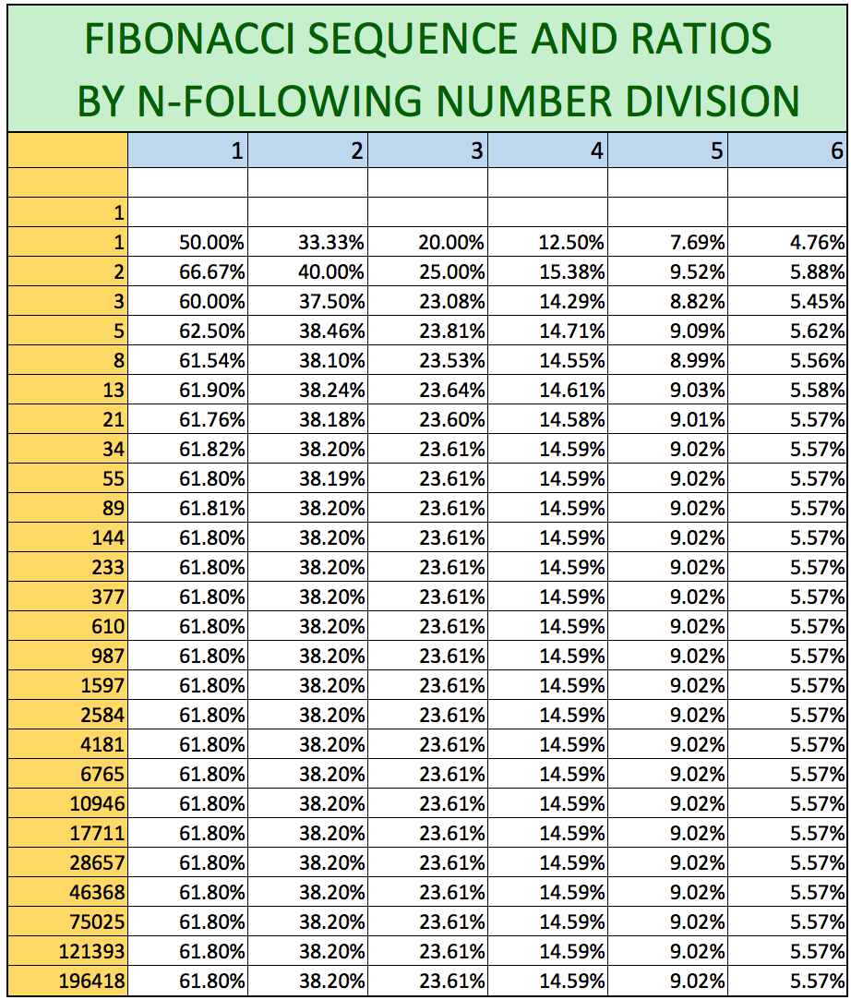 FIBONACCI SEQUENCE AND RATIOS
BY N-FOLLOWING NUMBER DIVISION
1 2 3 4 5 6
1
1 50.00% 33.33% 20.00% 12.50% 7.69% 4.76%
2 66.67% 40.00% 25.00% 15.38% 9.52% 5.88%
3 60.00% 37.50% 23.08% 14.29% 8.82% 5.45%
5 62.50% 38.46% 23.81% 14.71% 9.09% 5.62%
8 61.54% 38.10% 23.53% 14.55% 8.99% 5.56%
13 61.90% 38.24% 23.64% 14.61% 9.03% 5.58%
21 61.76% 38.18% 23.60% 14.58% 9.01% 5.57%
34 61.82% 38.20% 23.61% 14.59% 9.02% 5.57%
55 61.80% 38.19% 23.61% 14.59% 9.02% 5.57%
89 61.81% 38.20% 23.61% 14.59% 9.02% 5.57%
144 61.80% 38.20% 23.61% 14.59% 9.02% 5.57%
233 61.80% 38.20% 23.61% 14.59% 9.02% 5.57%
377 61.80% 38.20% 23.61% 14.59% 9.02% 5.57%
610 61.80% 38.20% 23.61% 14.59% 9.02% 5.57%
987 61.80% 38.20% 23.61% 14.59% 9.02% 5.57%
1597 61.80% 38.20% 23.61% 14.59% 9.02% 5.57%
2584 61.80% 38.20% 23.61% 14.59% 9.02% 5.57%
4181 61.80% 38.20% 23.61% 14.59% 9.02% 5.57%
6765 61.80% 38.20% 23.61% 14.59% 9.02% 5.57%
10946 61.80% 38.20% 23.61% 14.59% 9.02% 5.57%
17711 61.80% 38.20% 23.61% 14.59% 9.02% 5.57%
28657 61.80% 38.20% 23.61% 14.59% 9.02% 5.57%
46368 61.80% 38.20% 23.61% 14.59% 9.02% 5.57%
75025 61.80% 38.20% 23.61% 14.59% 9.02% 5.57%
121393 61.80% 38.20% 23.61% 14.59% 9.02% 5.57%
196418 61.80% 38.20% 23.61% 14.59% 9.02% 5.57%